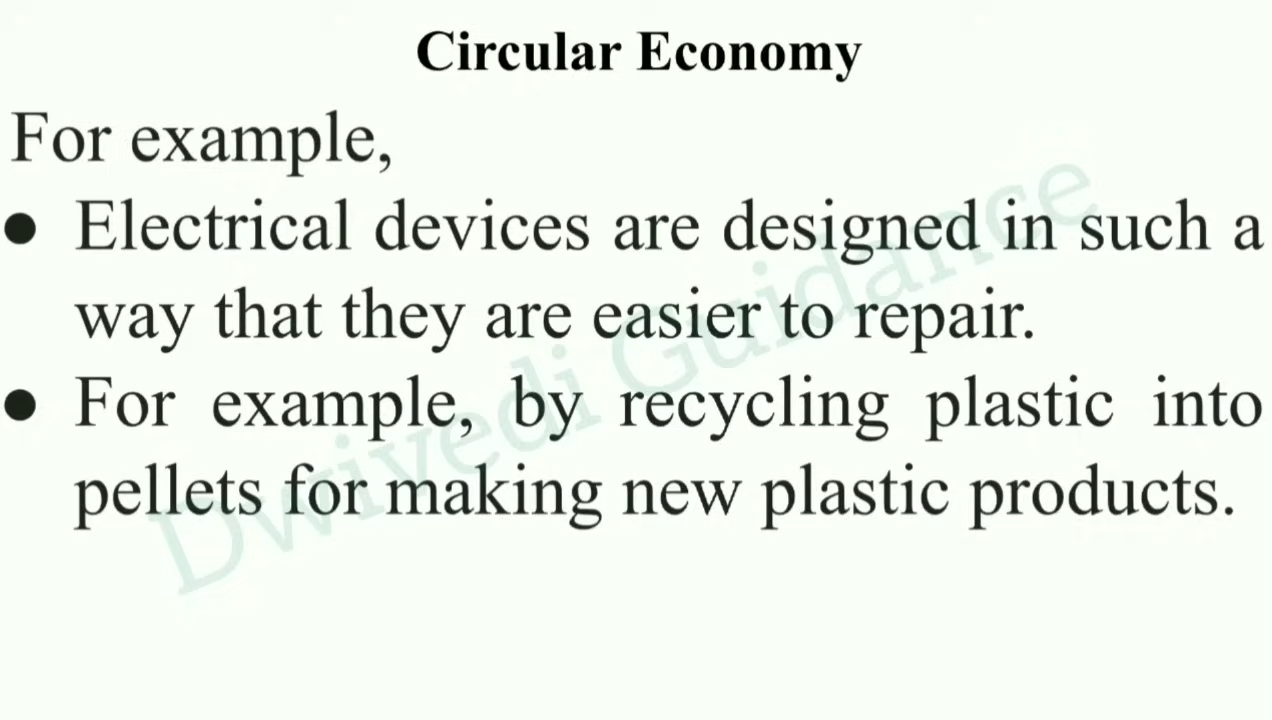 Circular Economy
For example,
● Electrical devices are designed in such a
way that they are easier to repair.
● For example, by recycling plastic into
pellets for making new plastic products.
Dwivedi Guidance